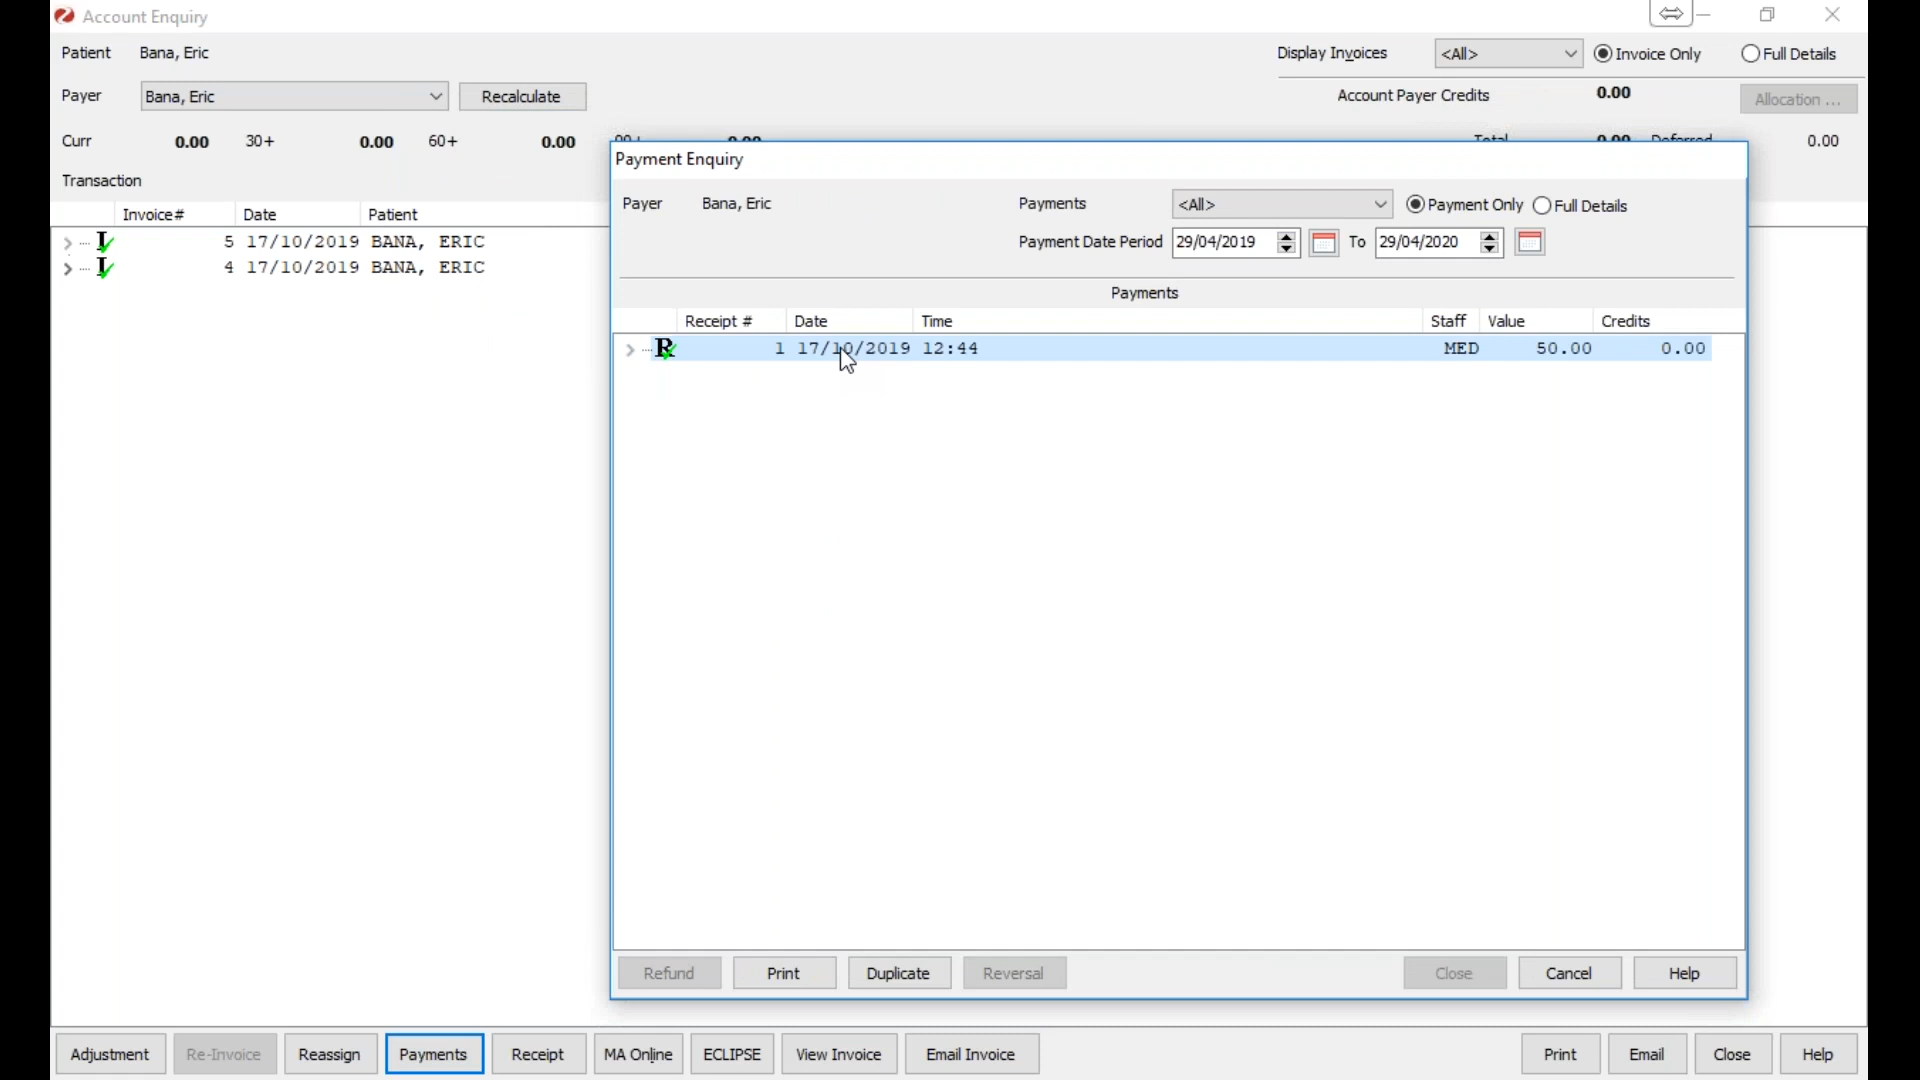 Account Enquiry
Patient Bana, Eric Display Invoices <All> Invoice Only Full Details
Payer Bana, Eric Recalculate Account Payer Credits 0.00 Allocation ...
Curr 0.00 30+ 0.00 60+ 0.00 90+ 0.00 Total 0.00 Deferred 0.00
Transaction
Invoice# Date Patient
5 17/10/2019 BANA, ERIC
4 17/10/2019 BANA, ERIC
Payment Enquiry
Payer Bana, Eric Payments <All> Payment Only Full Details
Payment Date Period 29/04/2019 To 29/04/2020
Payments
Receipt # Date Time Staff Value Credits
R 1 17/10/2019 12:44 MED 50.00 0.00
Refund Print Duplicate Reversal Close Cancel Help
Adjustment Re-Invoice Reassign Payments Receipt MA Online ECLIPSE View Invoice Email Invoice Print Email Close Help